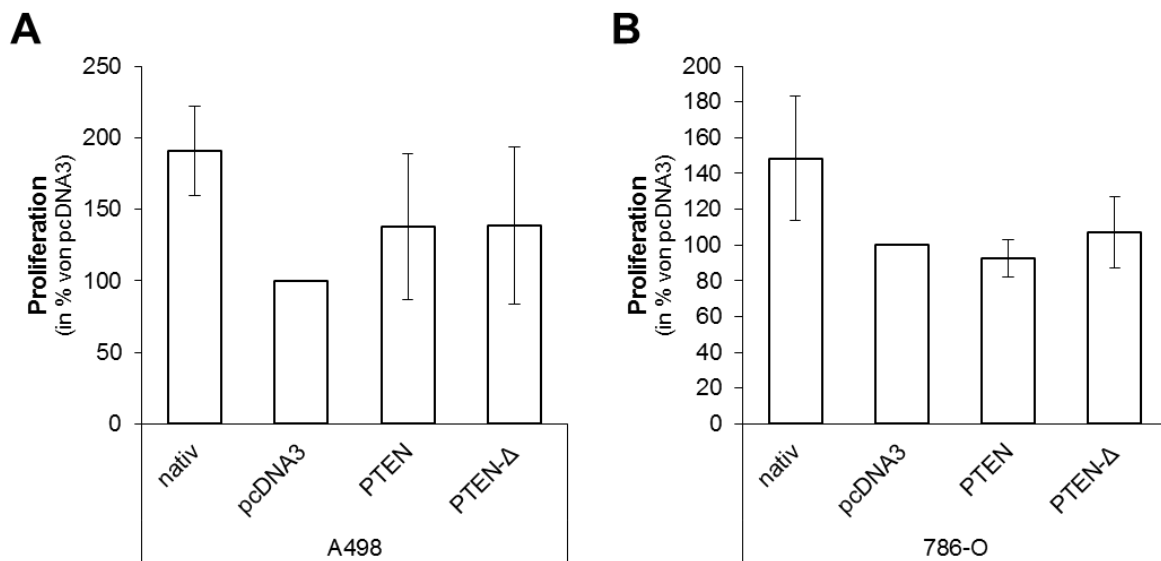 A
Proliferation
(in % von pcDNA3)
250
200
150
100
50
0
nativ
pcDNA3
PTEN
PTEN-Δ
A498
B
Proliferation
(in % von pcDNA3)
200
180
160
140
120
100
80
60
40
20
0
nativ
pcDNA3
PTEN
PTEN-Δ
786-O